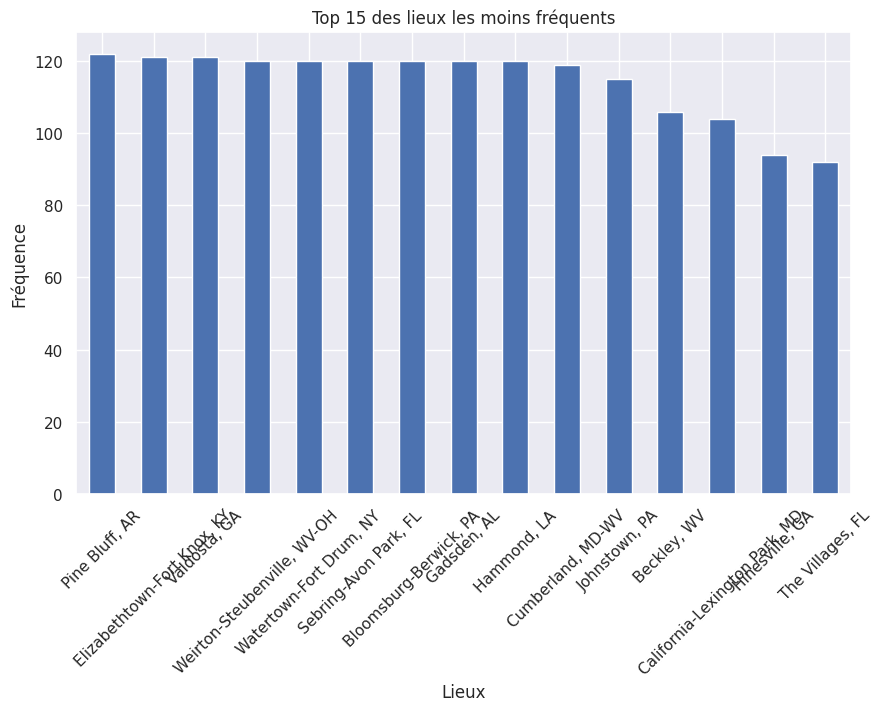 Top 15 des lieux les moins fréquents
120
100
80
60
40
20
0
Fréquence
Pine Bluff, AR
Elizabethtown-Fort Knox, KY
Valdosta, GA
Weirton-Steubenville, WV-OH
Watertown-Fort Drum, NY
Sebring-Avon Park, FL
Bloomsburg-Berwick, PA
Gadsden, AL
Hammond, LA
Cumberland, MD-WV
Johnstown, PA
Beckley, WV
California-Lexington Park, MD
Hinesville, GA
The Villages, FL
Lieux